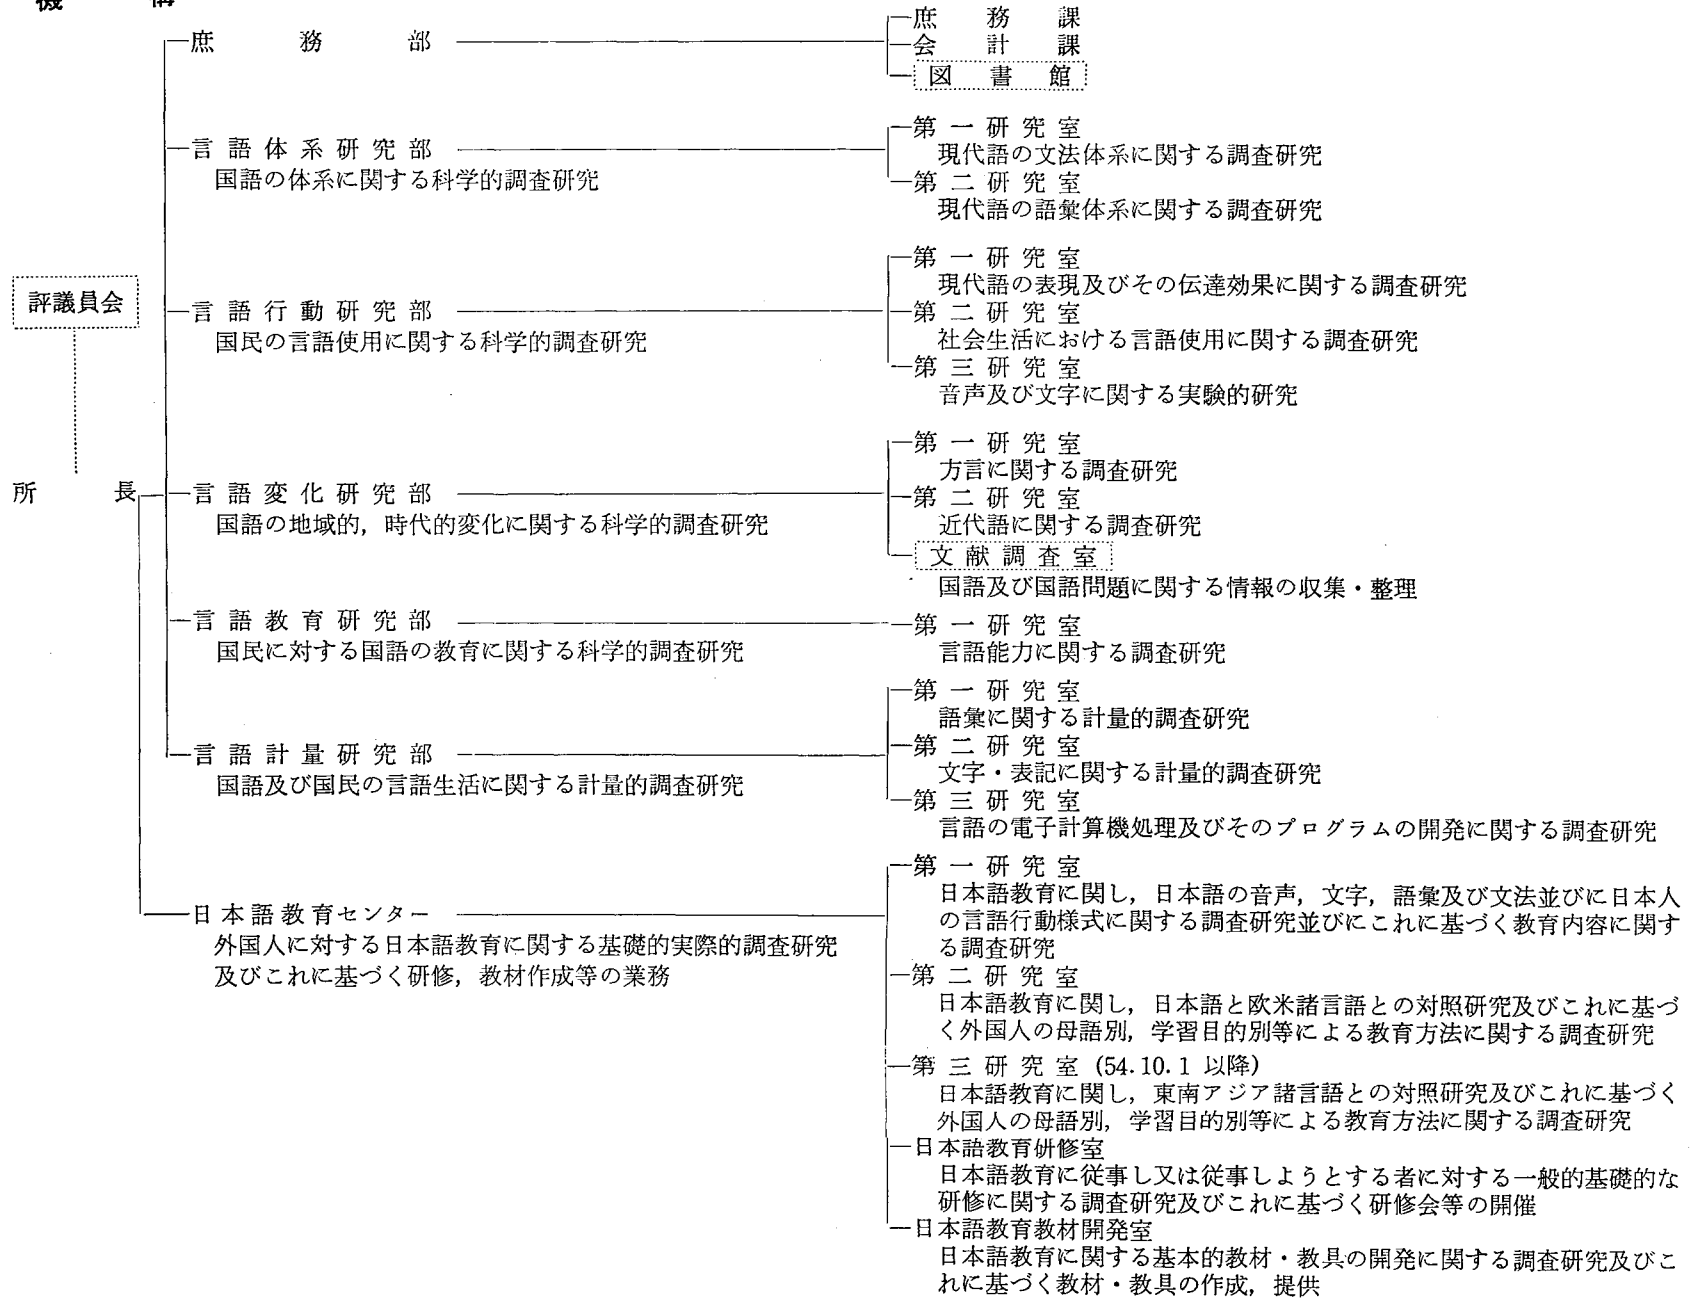 機構
庶務部
庶務課
会計課
図書館
言語体系研究部
国語の体系に関する科学的調査研究
第一研究室
現代語の文法体系に関する調査研究
第二研究室
現代語の語彙体系に関する調査研究
評議員会
言語行動研究部
国民の言語使用に関する科学的調査研究
第一研究室
現代語の表現及びその伝達効果に関する調査研究
第二研究室
社会生活における言語使用に関する調査研究
第三研究室
音声及び文字に関する実験的研究
所長
言語変化研究部
国語の地域的,時代的変化に関する科学的調査研究
第一研究室
方言に関する調査研究
第二研究室
近代語に関する調査研究
文献調査室
国語及び国語問題に関する情報の収集・整理
言語教育研究部
国民に対する国語の教育に関する科学的調査研究
第一研究室
言語能力に関する調査研究
言語計量研究部
国語及び国民の言語生活に関する計量的調査研究
第一研究室
語彙に関する計量的調査研究
第二研究室
文字・表記に関する計量的調査研究
第三研究室
言語の電子計算機処理及びそのプログラムの開発に関する調査研究
日本語教育センター
外国人に対する日本語教育に関する基礎的実際的調査研究
及びこれに基づく研修,教材作成等の業務
第一研究室
日本語教育に関し,日本語の音声,文字,語彙及び文法並びに日本人
の言語行動様式に関する調査研究並びにこれに基づく教育内容に関す
る調査研究
第二研究室
日本語教育に関し,日本語と欧米諸言語との対照研究及びこれに基づ
く外国人の母語別,学習目的別等による教育方法に関する調査研究
第三研究室(54.10.1以降)
日本語教育に関し,東南アジア諸言語との対照研究及びこれに基づく
外国人の母語別,学習目的別等による教育方法に関する調査研究
日本語教育研修室
日本語教育に従事し又は従事しようとする者に対する一般的基礎的な
研修に関する調査研究及びこれに基づく研修会等の開催
日本語教育教材開発室
日本語教育に関する基本的教材・教具の開発に関する調査研究及びこ
れに基づく教材・教具の作成,提供